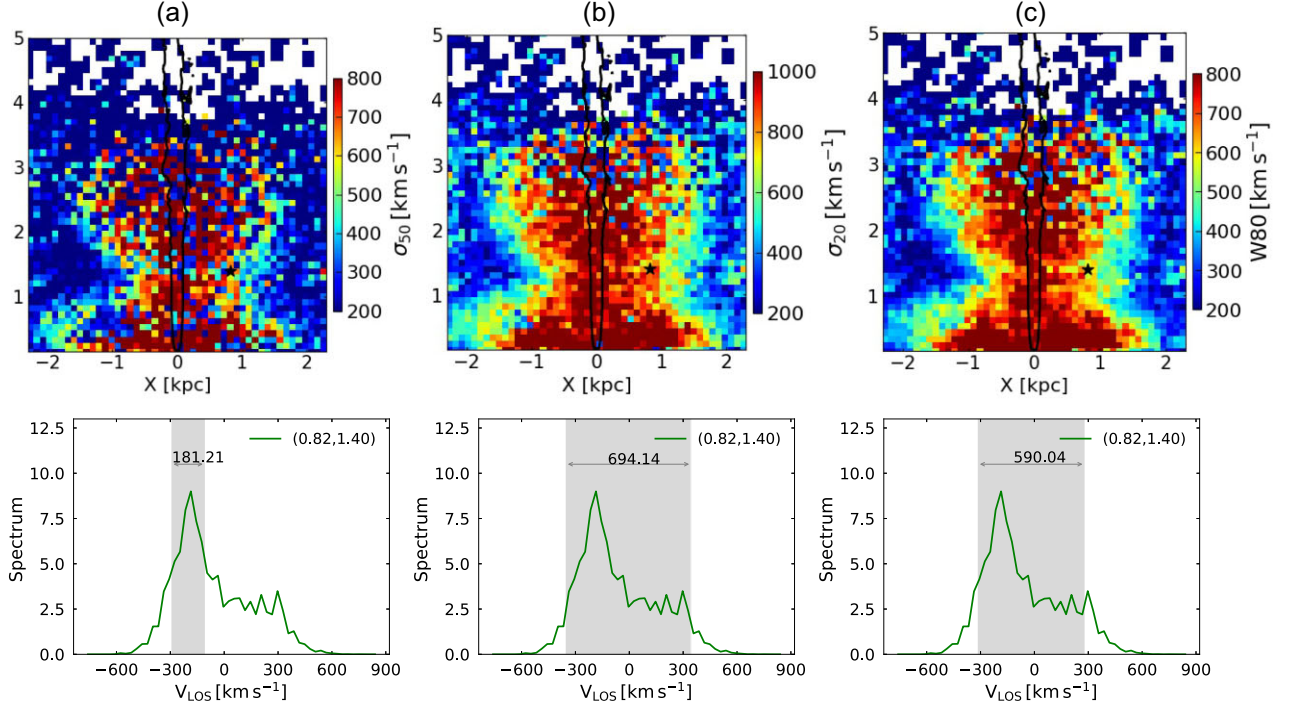 (a)
(b)
(c)
5
4
3
2
1
−2 −1 0 1 2
X [kpc]
800
700
600
500
400
300
200
σ50 [km s−1]
5
4
3
2
1
−2 −1 0 1 2
X [kpc]
1000
800
600
400
200
σ20 [km s−1]
5
4
3
2
1
−2 −1 0 1 2
X [kpc]
800
700
600
500
400
300
200
W80 [km s−1]
12.5
10.0
7.5
5.0
2.5
0.0
Spectrum
(0.82,1.40)
181.21
−600 −300 0 300 600 900
VLOS [km s−1]
12.5
10.0
7.5
5.0
2.5
0.0
Spectrum
(0.82,1.40)
694.14
−600 −300 0 300 600 900
VLOS [km s−1]
12.5
10.0
7.5
5.0
2.5
0.0
Spectrum
(0.82,1.40)
590.04
−600 −300 0 300 600 900
VLOS [km s−1]